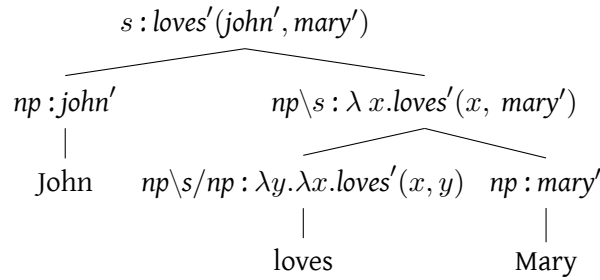 s : loves′(john′, mary′)
np : john′ np\s : λ x.loves′(x, mary′)
John np\s/np : λy.λx.loves′(x, y) np : mary′
loves Mary